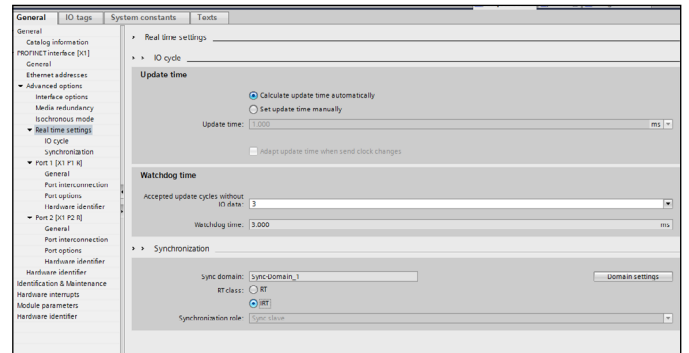 General
IO tags
System constants
Texts
General
Catalog information
PROFINET interface [X1]
General
Ethernet addresses
Advanced options
Interface options
Media redundancy
Isochronous mode
Real time settings
IO cycle
Synchronization
Port 1 [X1 P1 R]
General
Port interconnection
Port options
Hardware identifier
Port 2 [X1 P2 R]
General
Port interconnection
Port options
Hardware identifier
Hardware identifier
Identification & Maintenance
Hardware interrupts
Module parameters
Hardware identifier
Real time settings
IO cycle
Update time
Calculate update time automatically
Set update time manually
Update time: 1.000 ms
Adapt update time when send clock changes
Watchdog time
Accepted update cycles without
IO data: 3
Watchdog time: 3.000 ms
Synchronization
Sync domain: Sync-Domain_1 Domain settings
RT class: RT
IRT
Synchronization role: Sync slave